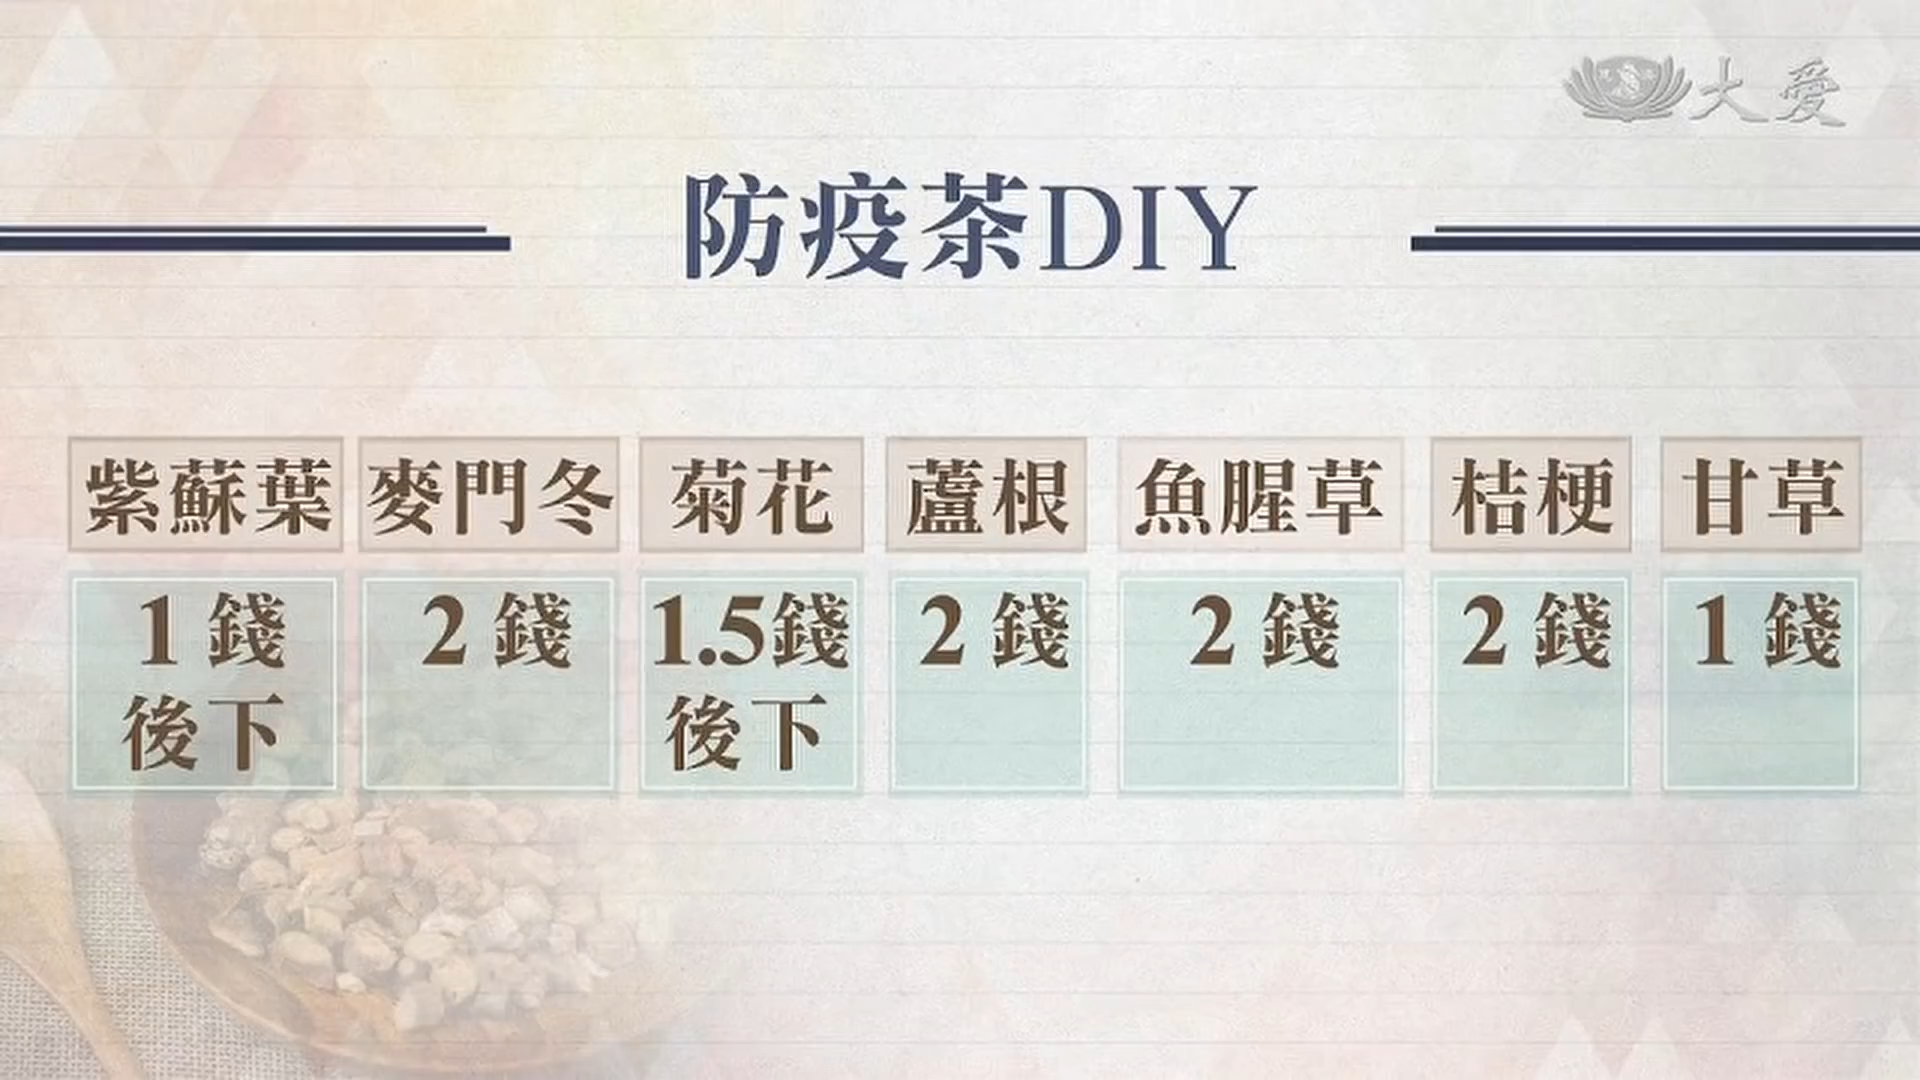 大愛
防疫茶DIY
紫蘇葉 麥門冬 菊花 蘆根 魚腥草 桔梗 甘草
1 錢 2 錢 1.5錢 2 錢 2 錢 2 錢 1 錢
後下 後下